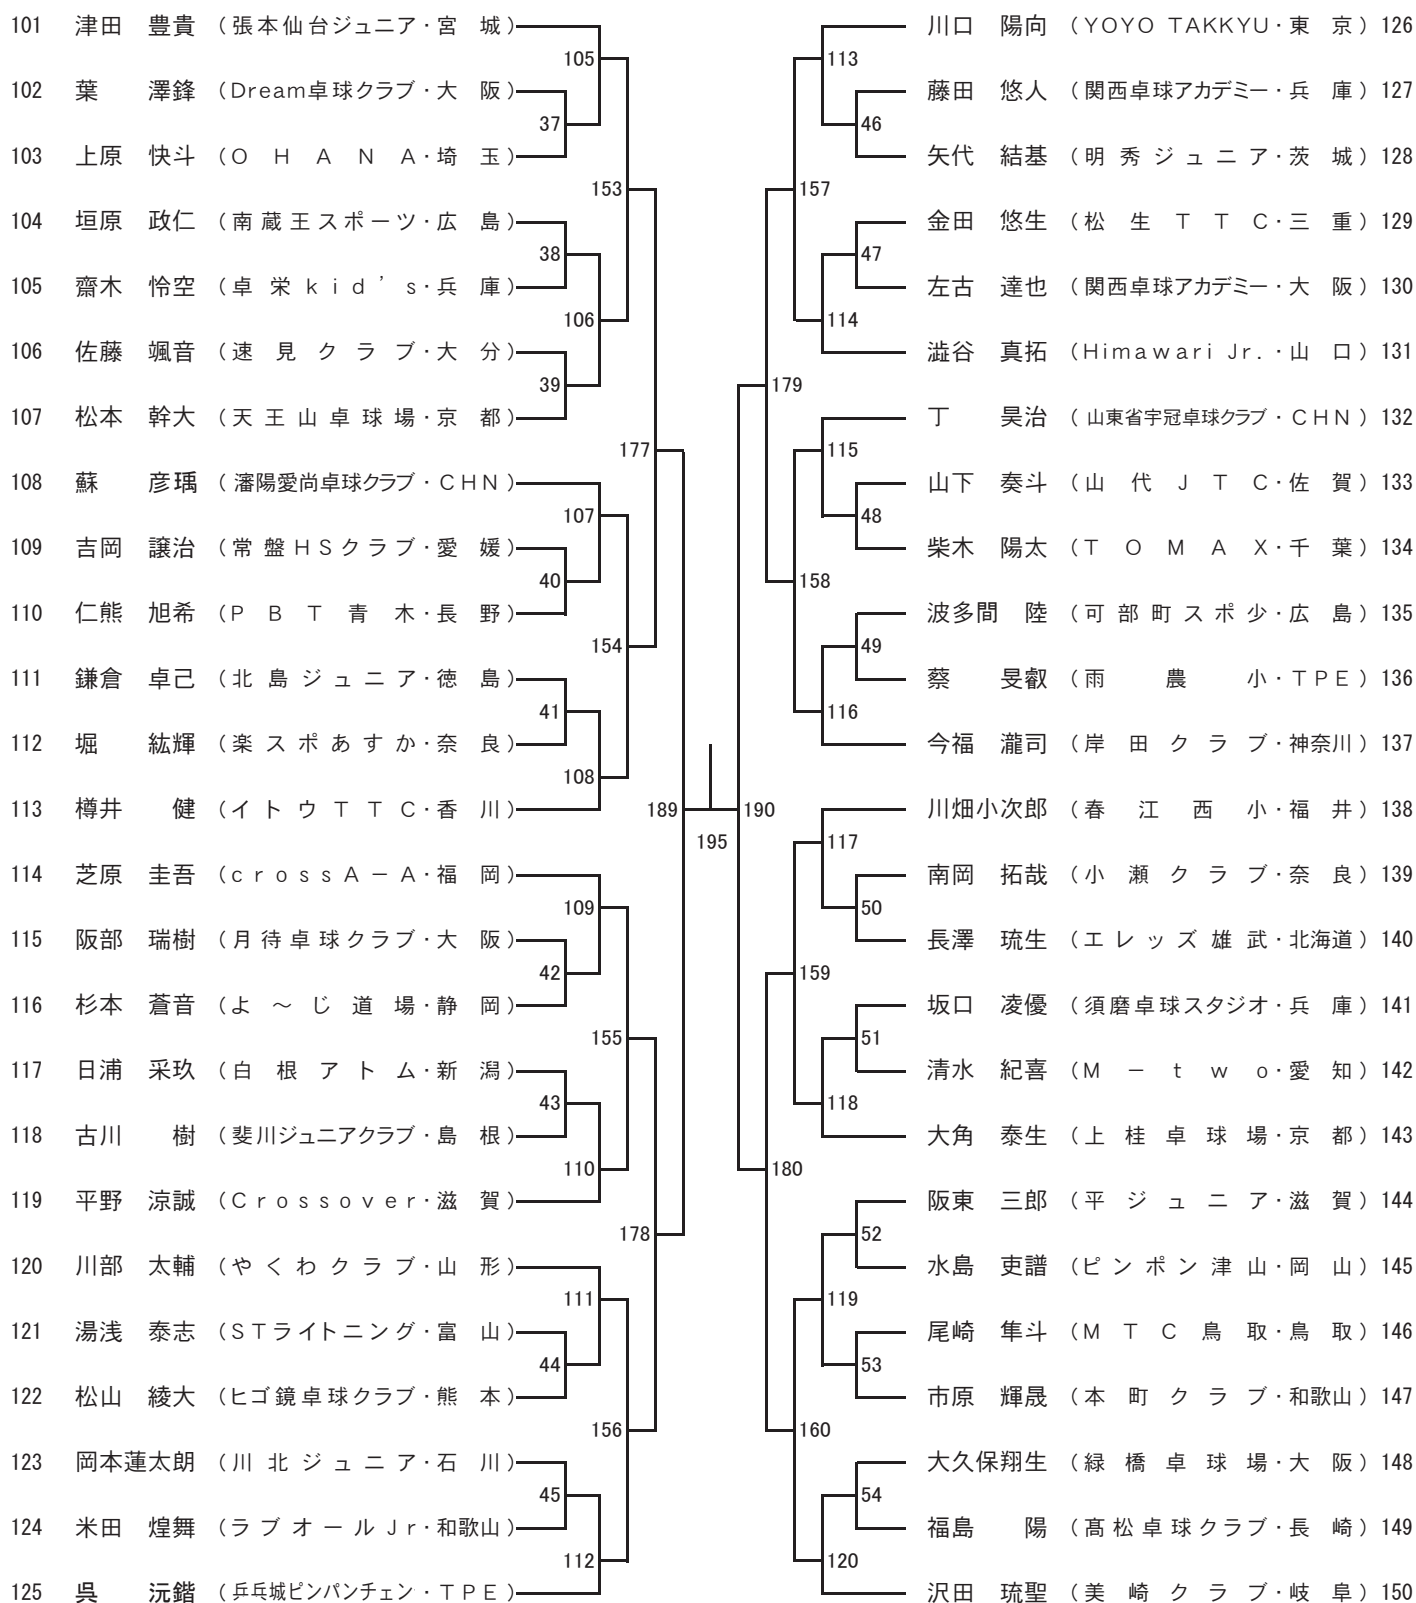 101 津田 豊貴 (張本仙台ジュニア・宮 城)
105
102 葉 澤鋒 (Dream卓球クラブ・大 阪)
37
103 上原 快斗 (OHANA・埼 玉)
153
104 垣原 政仁 (南蔵王スポーツ・広 島)
38
105 齋木 怜空 (卓栄kid's・兵 庫)
106
106 佐藤 颯音 (速見クラブ・大 分)
39
107 松本 幹大 (天王山卓球場・京 都)
177
108 蘇 彦瑀 (瀋陽愛尚卓球クラブ・CHN)
107
109 吉岡 譲治 (常盤HSクラブ・愛 媛)
40
110 仁熊 旭希 (PBT青木・長 野)
154
111 鎌倉 卓己 (北島ジュニア・徳 島)
41
112 堀 紘輝 (楽スポあすか・奈 良)
108
113 樽井 健 (イトウTTC・香 川)
189
195
114 芝原 圭吾 (crossA－A・福 岡)
109
115 阪部 瑞樹 (月待卓球クラブ・大 阪)
42
116 杉本 蒼音 (よ～じ道場・静 岡)
155
117 日浦 采玖 (白根アトム・新 潟)
43
118 古川 樹 (斐川ジュニアクラブ・島 根)
110
119 平野 涼誠 (Crossover・滋 賀)
178
120 川部 太輔 (やくわクラブ・山 形)
111
121 湯浅 泰志 (STライトニング・富 山)
44
122 松山 綾大 (ヒゴ鏡卓球クラブ・熊 本)
156
123 岡本蓮太朗 (川北ジュニア・石 川)
45
124 米田 煌舞 (ラブオールJr・和歌山)
112
125 呉 沅鍇 (乒乓城ピンパンチェン・TPE)
川口 陽向 (YOYO TAKKYU・東 京) 126
113
藤田 悠人 (関西卓球アカデミー・兵 庫) 127
46
矢代 結基 (明秀ジュニア・茨 城) 128
157
金田 悠生 (松生TTC・三 重) 129
47
左古 達也 (関西卓球アカデミー・大 阪) 130
114
澁谷 真拓 (Himawari Jr.・山 口) 131
179
丁 昊治 (山東省宇冠卓球クラブ・CHN) 132
115
山下 奏斗 (山代JTC・佐 賀) 133
48
柴木 陽太 (TOMAX・千 葉) 134
158
波多間 陸 (可部町スポ少・広 島) 135
49
蔡 旻叡 (雨農小・TPE) 136
116
今福 瀧司 (岸田クラブ・神奈川) 137
190
川畑小次郎 (春江西小・福 井) 138
117
南岡 拓哉 (小瀬クラブ・奈 良) 139
50
長澤 琉生 (エレッズ雄武・北海道) 140
159
坂口 凌優 (須磨卓球スタジオ・兵 庫) 141
51
清水 紀喜 (M－two・愛 知) 142
118
大角 泰生 (上桂卓球場・京 都) 143
180
阪東 三郎 (平ジュニア・滋 賀) 144
52
水島 吏譜 (ピンポン津山・岡 山) 145
119
尾崎 隼斗 (MTC鳥取・鳥 取) 146
53
市原 輝晟 (本町クラブ・和歌山) 147
160
大久保翔生 (緑橋卓球場・大 阪) 148
54
福島 陽 (髙松卓球クラブ・長 崎) 149
120
沢田 琉聖 (美崎クラブ・岐 阜) 150